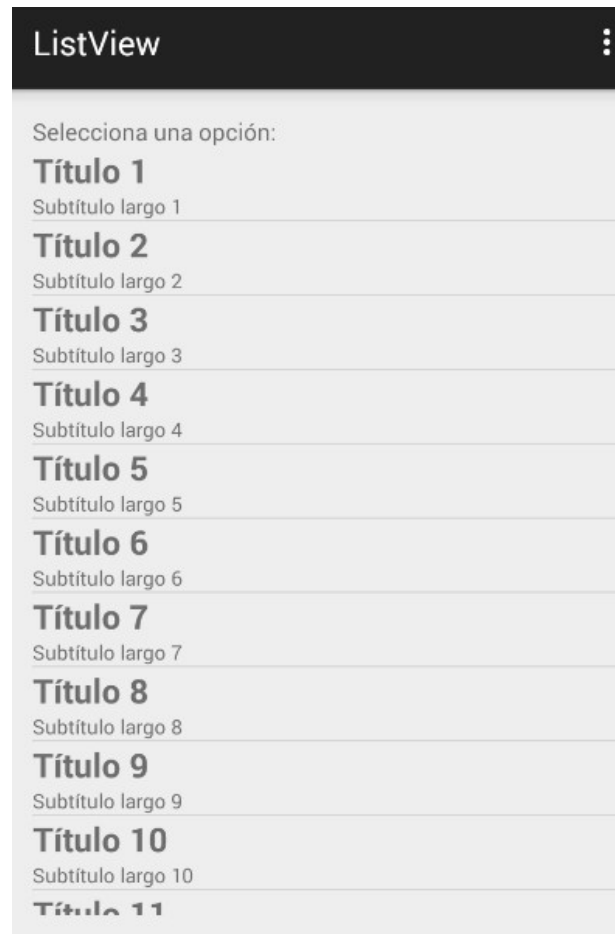 ListView
Selecciona una opción:
Título 1
Subtítulo largo 1
Título 2
Subtítulo largo 2
Título 3
Subtítulo largo 3
Título 4
Subtítulo largo 4
Título 5
Subtítulo largo 5
Título 6
Subtítulo largo 6
Título 7
Subtítulo largo 7
Título 8
Subtítulo largo 8
Título 9
Subtítulo largo 9
Título 10
Subtítulo largo 10
Título 11